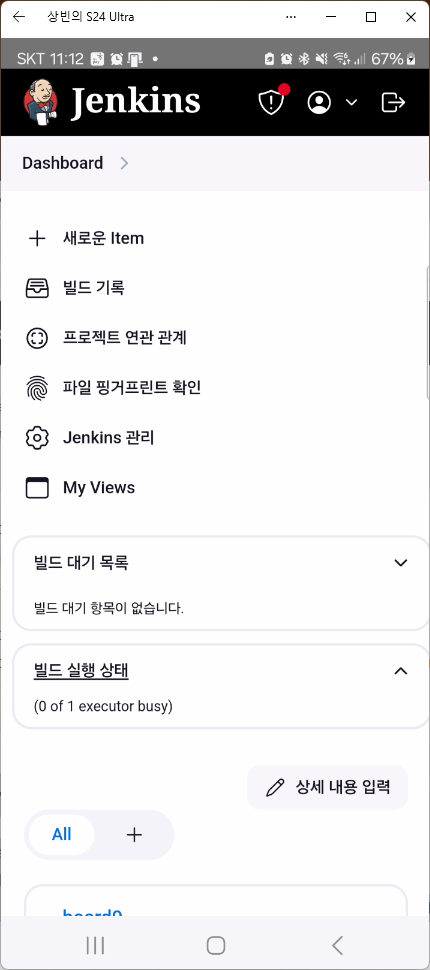 상빈의 S24 Ultra
SKT 11:12 67%
Jenkins
Dashboard
새로운 Item
빌드 기록
프로젝트 연관 관계
파일 핑거프린트 확인
Jenkins 관리
My Views
빌드 대기 목록
빌드 대기 항목이 없습니다.
빌드 실행 상태
(0 of 1 executor busy)
상세 내용 입력
All